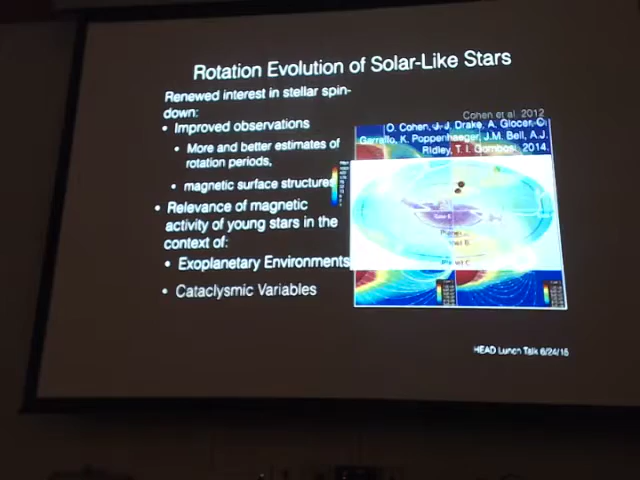 Rotation Evolution of Solar-Like Stars
Renewed interest in stellar spin-
down:
• Improved observations
• More and better estimates of
rotation periods,
• magnetic surface structures
• Relevance of magnetic
activity of young stars in the
context of:
• Exoplanetary Environments
• Cataclysmic Variables
Cohen et al. 2012
O. Cohen, J. J. Drake, A. Glocer, C.
Garraffo, K. Poppenhaeger, J.M. Bell, A.J.
Ridley, T. I. Gombosi, 2014.
HEAD Lunch Talk 6/24/15